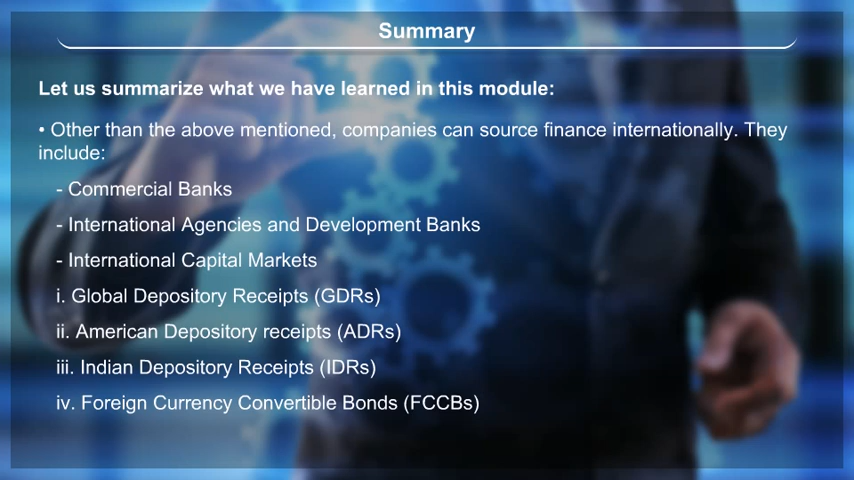 Summary
Let us summarize what we have learned in this module:
• Other than the above mentioned, companies can source finance internationally. They
include:
- Commercial Banks
- International Agencies and Development Banks
- International Capital Markets
i. Global Depository Receipts (GDRs)
ii. American Depository receipts (ADRs)
iii. Indian Depository Receipts (IDRs)
iv. Foreign Currency Convertible Bonds (FCCBs)